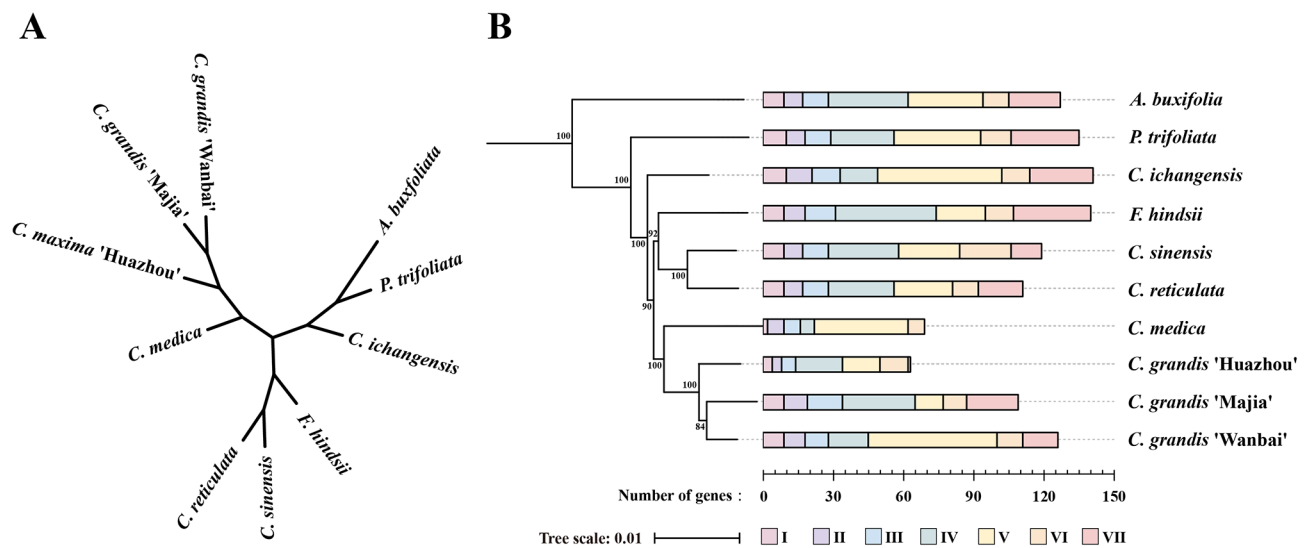 A
B
C. grandis 'Wanbai'
C. grandis 'Majia'
C. maxima 'Huazhou'
C. medica
A. buxfoliata
P. trifoliata
C. ichangensis
F. hindsii
C. sinensis
C. reticulata
100
100
100
92
100
90
100
100
84
A. buxifolia
P. trifoliata
C. ichangensis
F. hindsii
C. sinensis
C. reticulata
C. medica
C. grandis 'Huazhou'
C. grandis 'Majia'
C. grandis 'Wanbai'
Number of genes : 0 30 60 90 120 150
Tree scale: 0.01 I II III IV V VI VII